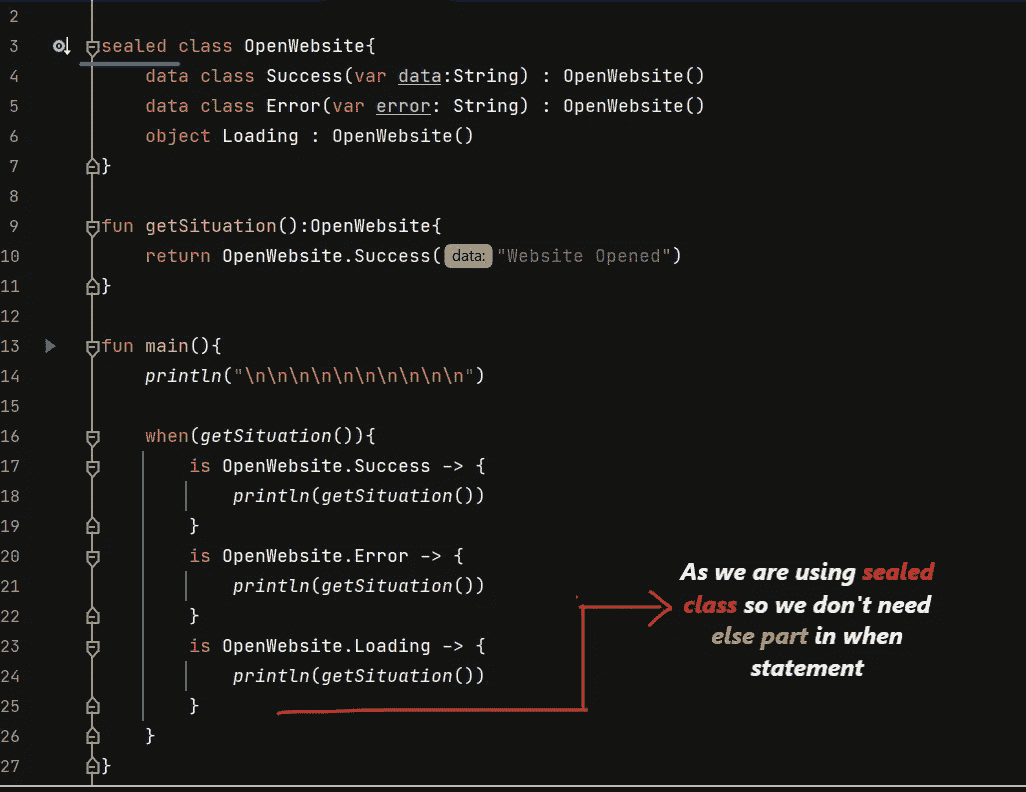 2
3 sealed class OpenWebsite{
4     data class Success(var data:String) : OpenWebsite()
5     data class Error(var error: String) : OpenWebsite()
6     object Loading : OpenWebsite()
7 }
8
9 fun getSituation():OpenWebsite{
10     return OpenWebsite.Success( data: "Website Opened")
11 }
12
13 fun main(){
14     println("\n\n\n\n\n\n\n\n\n\n")
15
16     when(getSituation()){
17         is OpenWebsite.Success -> {
18             println(getSituation())
19         }
20         is OpenWebsite.Error -> {
21             println(getSituation())
22         }
23         is OpenWebsite.Loading -> {
24             println(getSituation())
25         }
26     }
27 }
As we are using sealed
class so we don't need
else part in when
statement